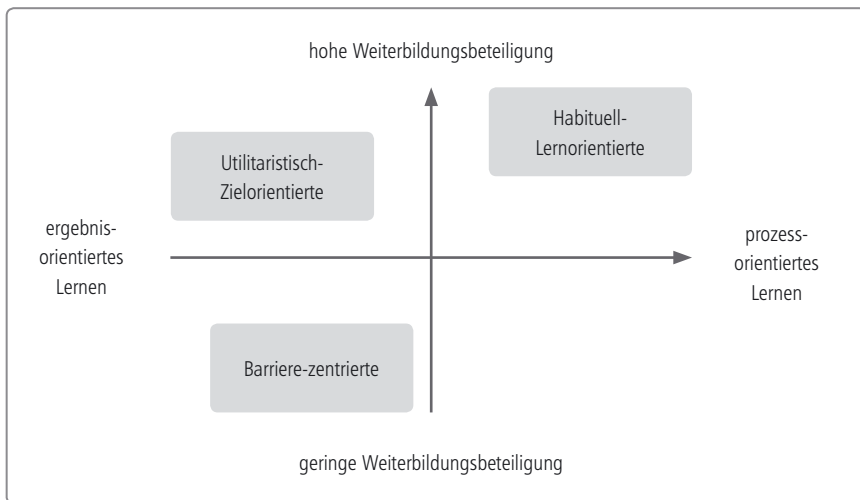 hohe Weiterbildungsbeteiligung
Habituell-
Lernorientierte
Utilitaristisch-
Zielorientierte
ergebnis-
orientiertes
Lernen
prozess-
orientiertes
Lernen
Barriere-zentrierte
geringe Weiterbildungsbeteiligung